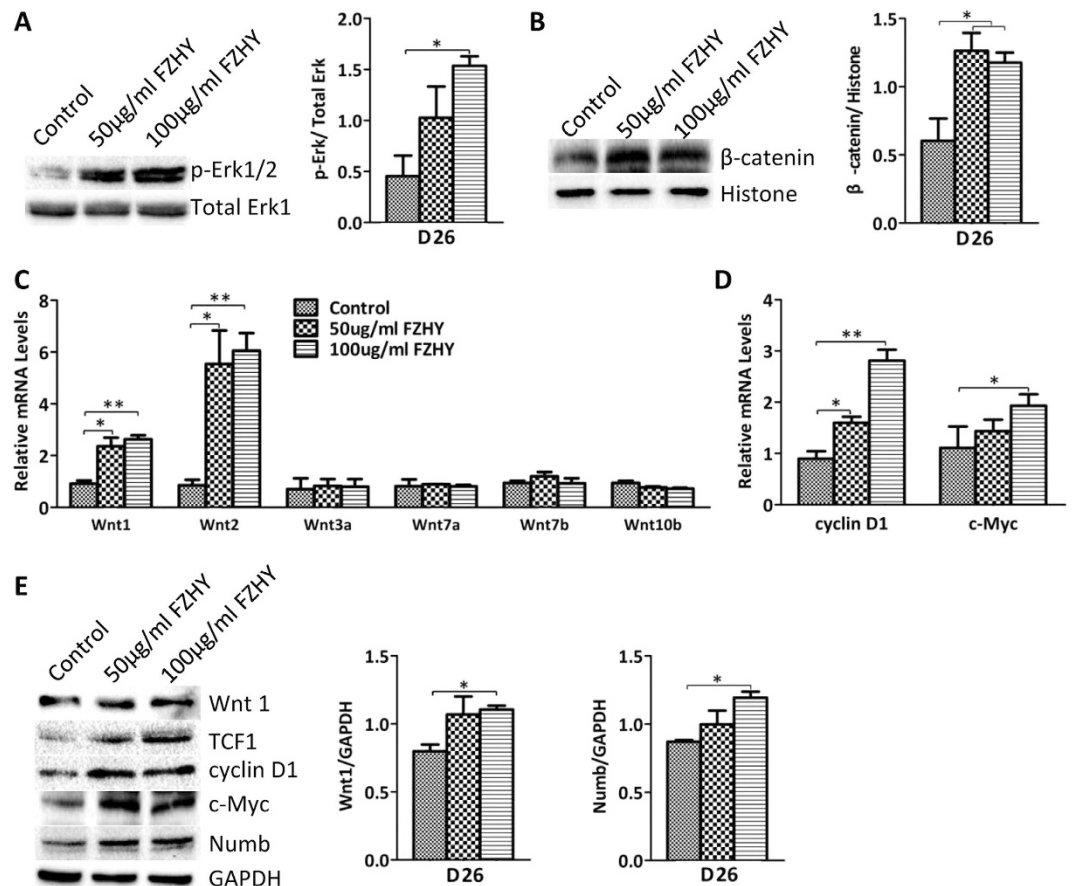 A
Control
50µg/ml FZHY
100µg/ml FZHY
p-Erk1/2
Total Erk1
p-Erk/ Total Erk
2.0
1.5
1.0
0.5
0.0
*
D26
B
Control
50µg/ml FZHY
100µg/ml FZHY
β-catenin
Histone
β -catenin/ Histone
1.5
1.0
0.5
0.0
*
D26
C
Relative mRNA Levels
8
6
4
2
0
*
**
*
**
Control
50ug/ml FZHY
100ug/ml FZHY
Wnt1
Wnt2
Wnt3a
Wnt7a
Wnt7b
Wnt10b
D
Relative mRNA Levels
4
3
2
1
0
*
**
*
cyclin D1
c-Myc
E
Control
50µg/ml FZHY
100µg/ml FZHY
Wnt 1
TCF1
cyclin D1
c-Myc
Numb
GAPDH
Wnt1/GAPDH
1.5
1.0
0.5
0.0
*
D26
Numb/GAPDH
1.5
1.0
0.5
0.0
*
D26